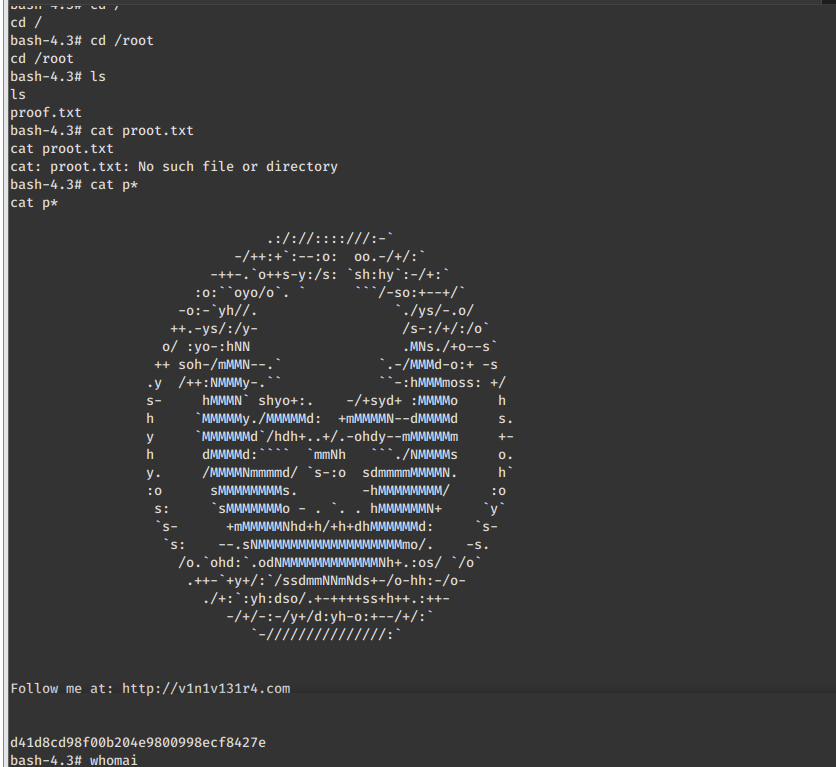 bash-4.3# cd /
cd /
bash-4.3# cd /root
cd /root
bash-4.3# ls
ls
proof.txt
bash-4.3# cat proot.txt
cat proot.txt
cat: proot.txt: No such file or directory
bash-4.3# cat p*
cat p*
                                .:/://::::///:-`
                            -/++:+`:--:o:  oo.-/+/:`
                         -++-.`o++s-y:/s: `sh:hy`:-/+:`
                       :o:``oyo/o`. `      ```/-so:+--+/`
                     -o:-`yh//.                 `./ys/-.o/
                    ++.-ys/:/y-                  /s-:/+/:/o`
                   o/ :yo-:hNN                   .MNs./+o--s`
                  ++ soh-/mMMN--.`            `.-/MMMd-o:+ -s
                 .y  /++:NMMMy-.``            ``-:hMMMmoss: +/
                 s-     hMMMN` shyo+:.    -/+syd+ :MMMMo     h
                 h     `MMMMMy./MMMMMd:  +mMMMMN--dMMMMd     s.
                 y     `MMMMMMd`/hdh+..+/.-ohdy--mMMMMMm     +-
                 h      dMMMMd:````  `mmNh   ```./NMMMMs     o.
                 y.     /MMMMNmmmmd/ `s-:o  sdmmmmMMMMN.     h`
                 :o      sMMMMMMMMs.        -hMMMMMMMM/     :o
                  s:     `sMMMMMMMo - . `. . hMMMMMMN+     `y`
                  `s-      +mMMMMMNhd+h/+h+dhMMMMMMd:     `s-
                   `s:    --.sNMMMMMMMMMMMMMMMMMMmo/.    -s.
                     /o.`ohd:`.odNMMMMMMMMMMMMNh+.:os/ `/o`
                      .++-`+y+/:`/ssdmmNNmNds+-/o-hh:-/o-
                        ./+:`:yh:dso/.+-++++ss+h++.:++-
                           -/+/-:-/y+/d:yh-o:+--/+/:`
                              `-///////////////:`
Follow me at: http://v1n1v131r4.com
d41d8cd98f00b204e9800998ecf8427e
bash-4.3# whomai